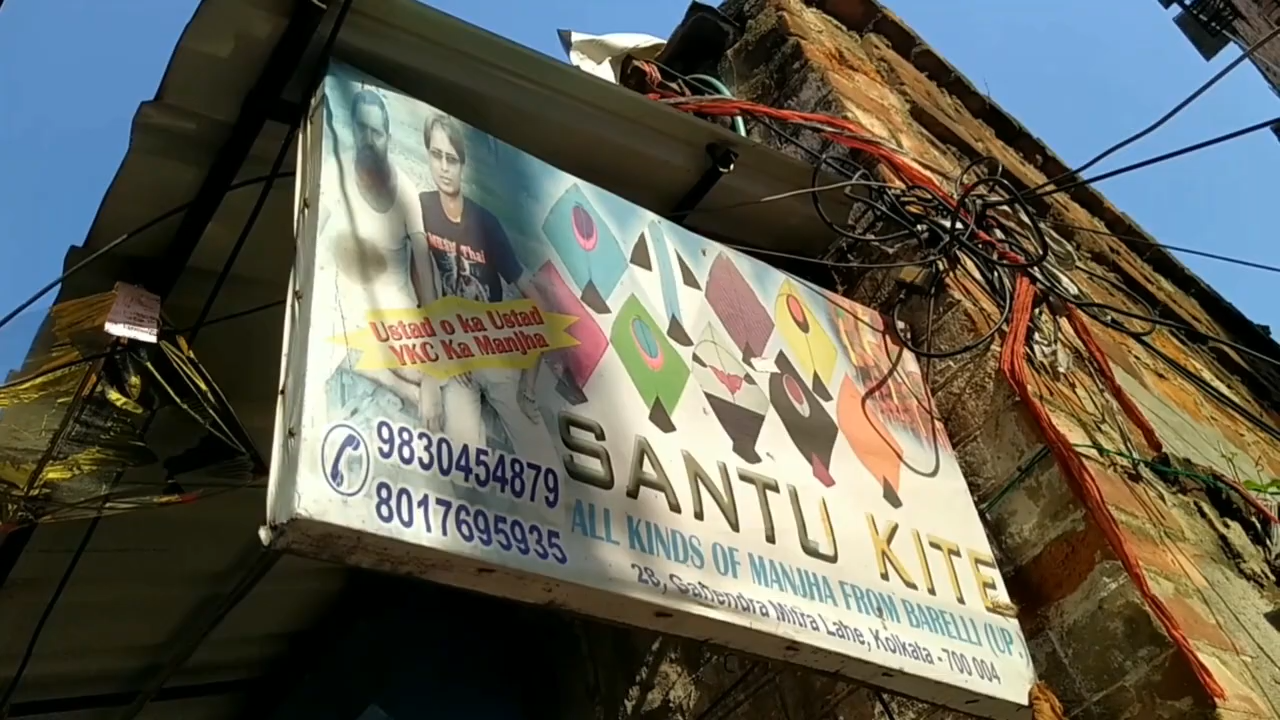 Ustad o ka Ustad
YKC Ka Manjha
9830454879
8017695935
SANTU KITE
ALL KINDS OF MANJHA FROM BARELLI (UP.)
28, Gahendra Mitra Lane, Kolkata - 700 004